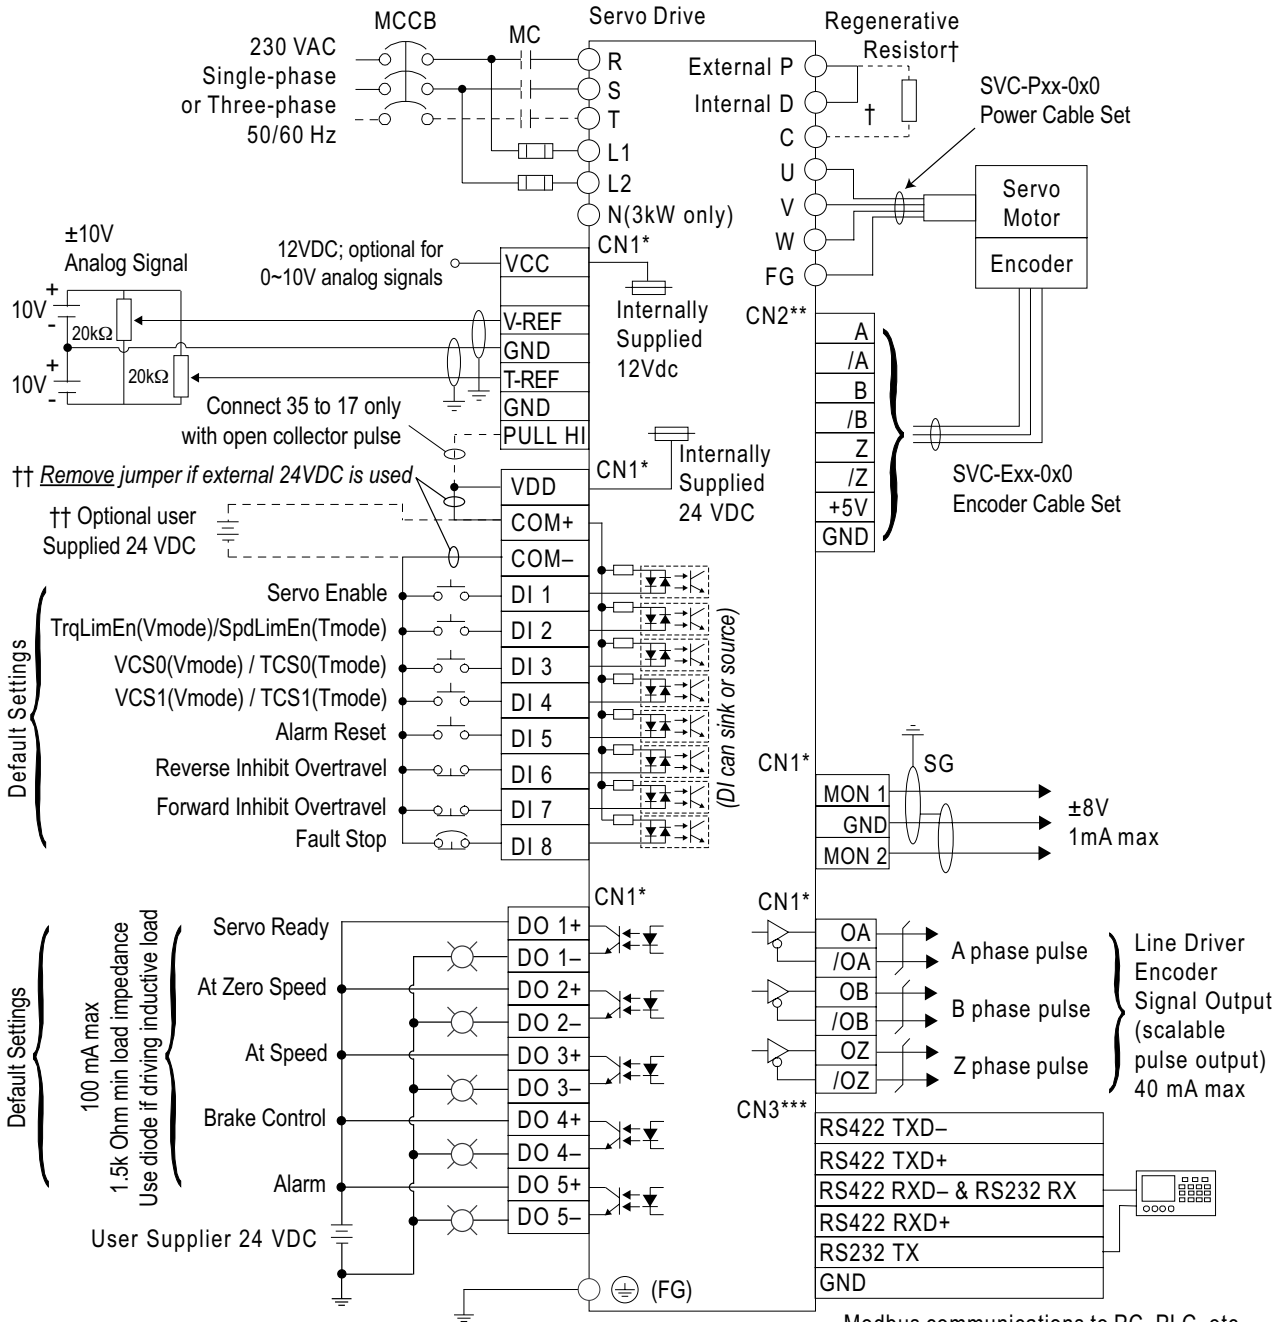 MCCB
MC
Servo Drive
230 VAC
Single-phase
or Three-phase
50/60 Hz
R
S
T
L1
L2
N(3kW only)
Regenerative
Resistor†
External P
Internal D
C
†
U
V
W
FG
SVC-Pxx-0x0
Power Cable Set
Servo
Motor
Encoder
±10V
Analog Signal
12VDC; optional for
0~10V analog signals
CN1*
VCC
V-REF
GND
T-REF
GND
PULL HI
+
10V
-
20kΩ
+
10V
-
20kΩ
Internally
Supplied
12Vdc
Connect 35 to 17 only
with open collector pulse
†† Remove jumper if external 24VDC is used
†† Optional user
Supplied 24 VDC
CN1*
Internally
Supplied
24 VDC
VDD
COM+
COM–
CN2**
A
/A
B
/B
Z
/Z
+5V
GND
SVC-Exx-0x0
Encoder Cable Set
Default Settings
Servo Enable
DI 1
TrqLimEn(Vmode)/SpdLimEn(Tmode)
DI 2
VCS0(Vmode) / TCS0(Tmode)
DI 3
VCS1(Vmode) / TCS1(Tmode)
DI 4
Alarm Reset
DI 5
Reverse Inhibit Overtravel
DI 6
Forward Inhibit Overtravel
DI 7
Fault Stop
DI 8
(DI can sink or source)
CN1*
SG
MON 1
GND
MON 2
±8V
1mA max
Default Settings
100 mA max
1.5k Ohm min load impedance
Use diode if driving inductive load
CN1*
Servo Ready
DO 1+
DO 1–
At Zero Speed
DO 2+
DO 2–
At Speed
DO 3+
DO 3–
Brake Control
DO 4+
DO 4–
Alarm
DO 5+
DO 5–
User Supplier 24 VDC
(FG)
CN1*
OA
/OA
A phase pulse
OB
/OB
B phase pulse
OZ
/OZ
Z phase pulse
Line Driver
Encoder
Signal Output
(scalable
pulse output)
40 mA max
CN3***
RS422 TXD–
RS422 TXD+
RS422 RXD– & RS232 RX
RS422 RXD+
RS232 TX
GND
Modbus communications to PC, PLC, etc